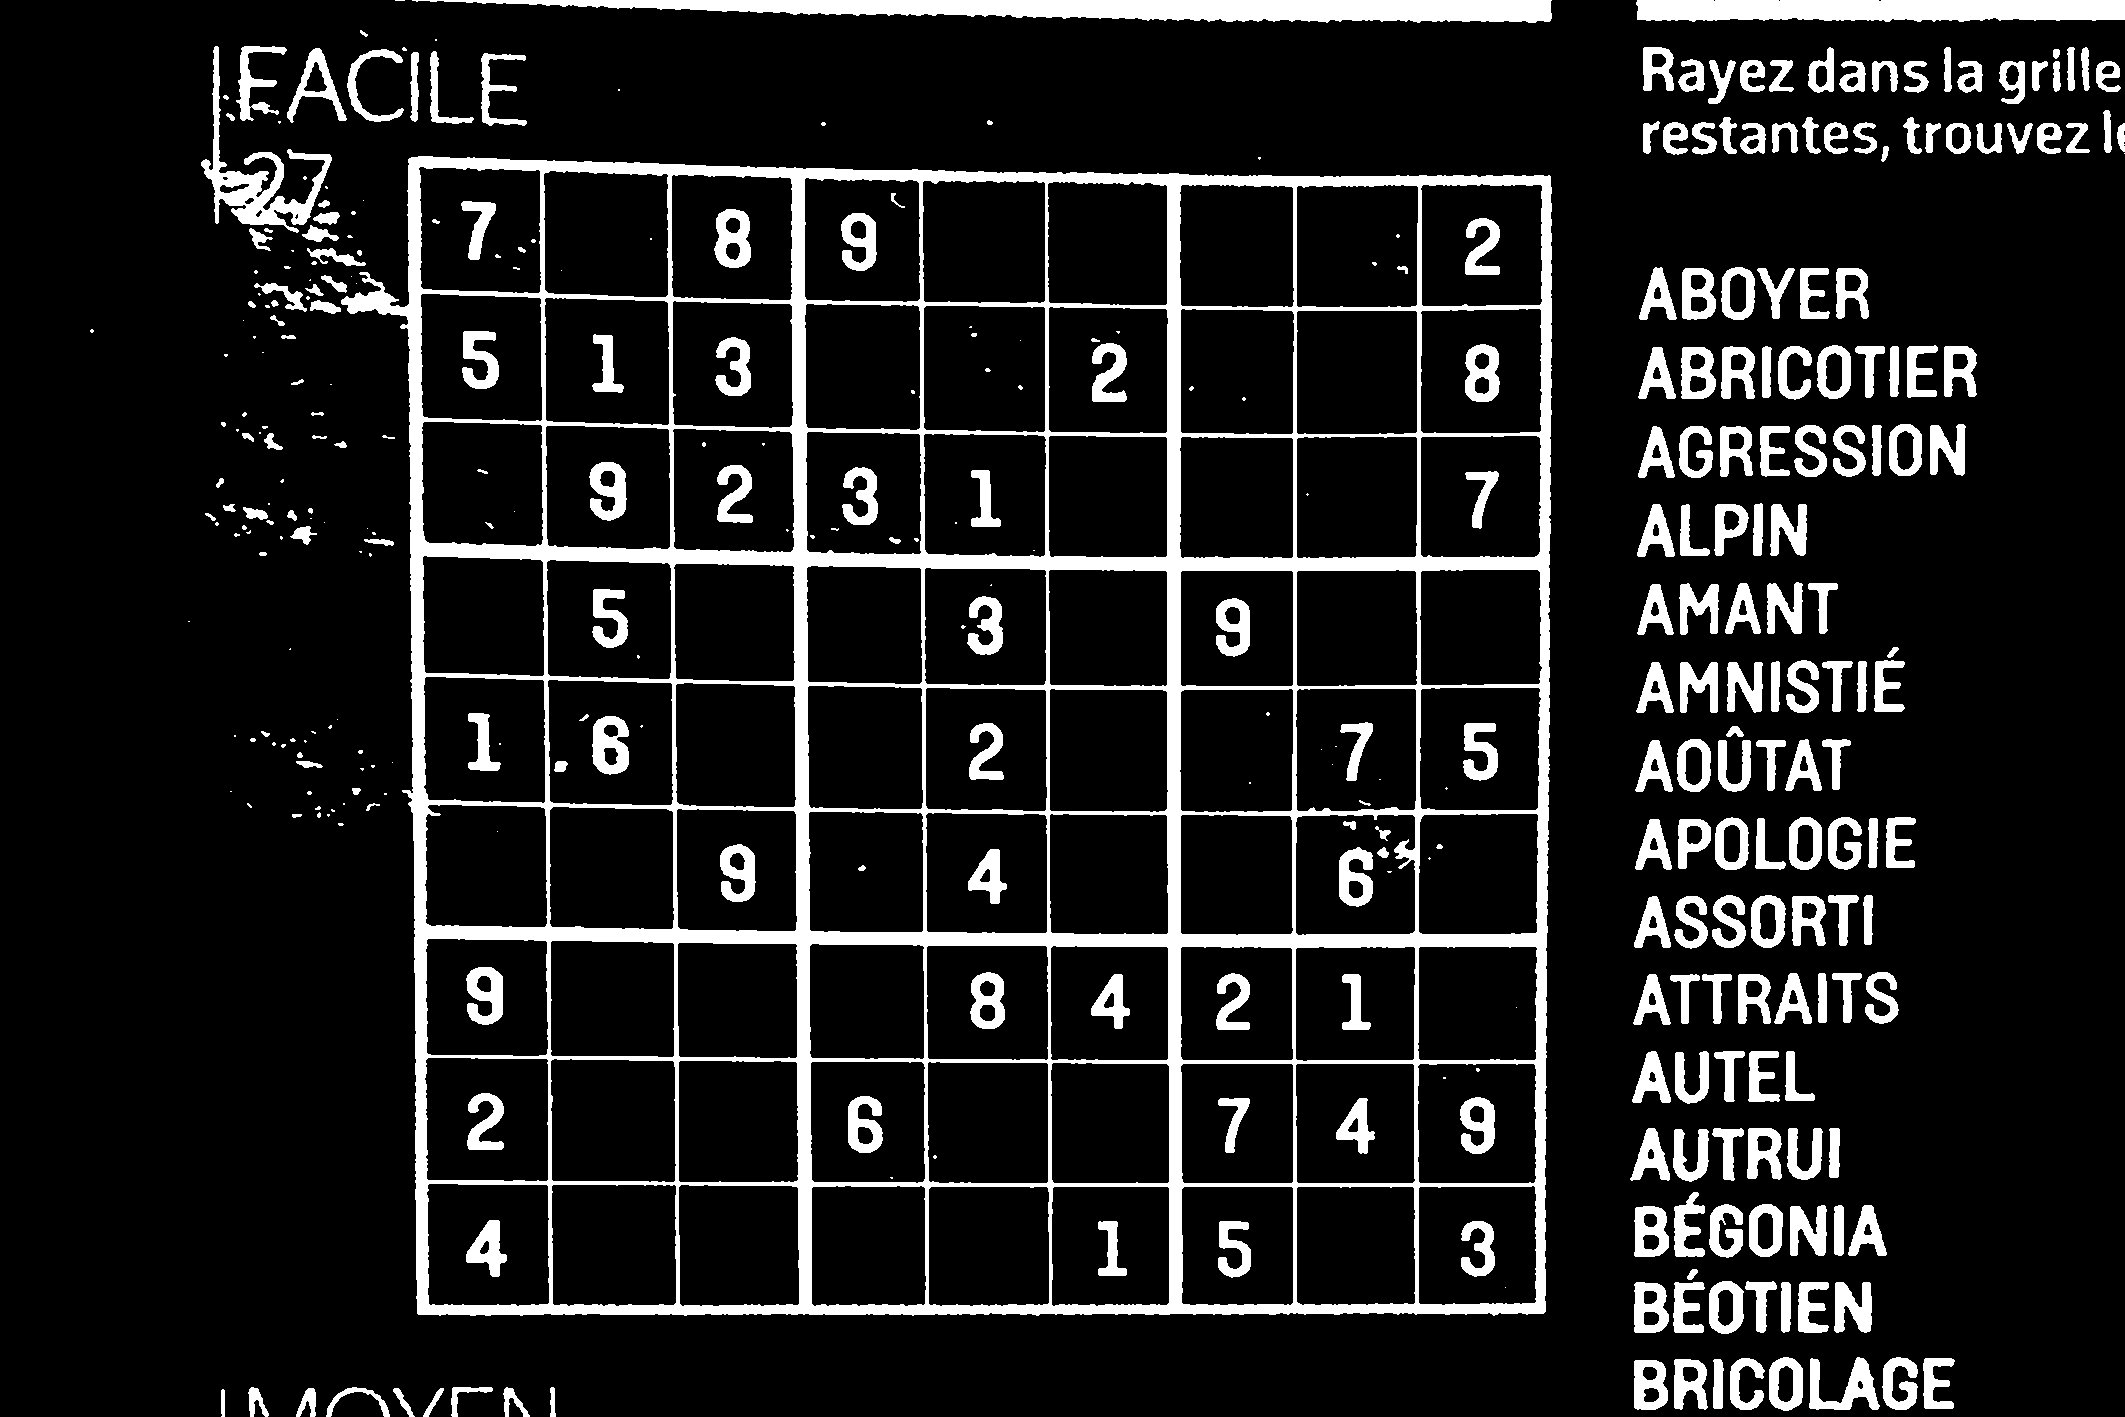 FACILE
27
7 8 9 2
5 1 3 2 8
9 2 3 1 7
5 3 9
1 6 2 7 5
9 4 6
9 8 4 2 1
2 6 7 4 9
4 1 5 3
MOYEN
Rayez dans la grille
restantes, trouvez
ABOYER
ABRICOTIER
AGRESSION
ALPIN
AMANT
AMNISTIÉ
AOÛTAT
APOLOGIE
ASSORTI
ATTRAITS
AUTEL
AUTRUI
BÉGONIA
BÉOTIEN
BRICOLAGE